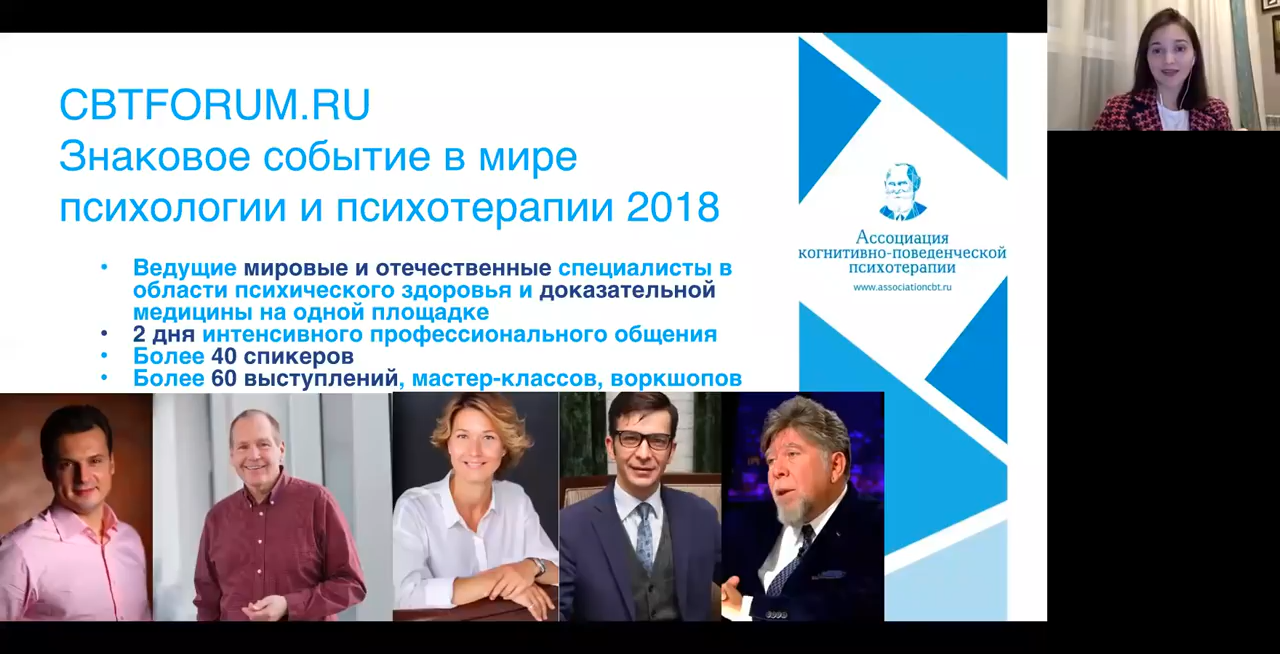 CBTFORUM.RU
Знаковое событие в мире
психологии и психотерапии 2018
• Ведущие мировые и отечественные специалисты в
области психического здоровья и доказательной
медицины на одной площадке
• 2 дня интенсивного профессионального общения
• Более 40 спикеров
• Более 60 выступлений, мастер-классов, воркшопов
Ассоциация
когнитивно-поведенческой
психотерапии
www.associationcbt.ru